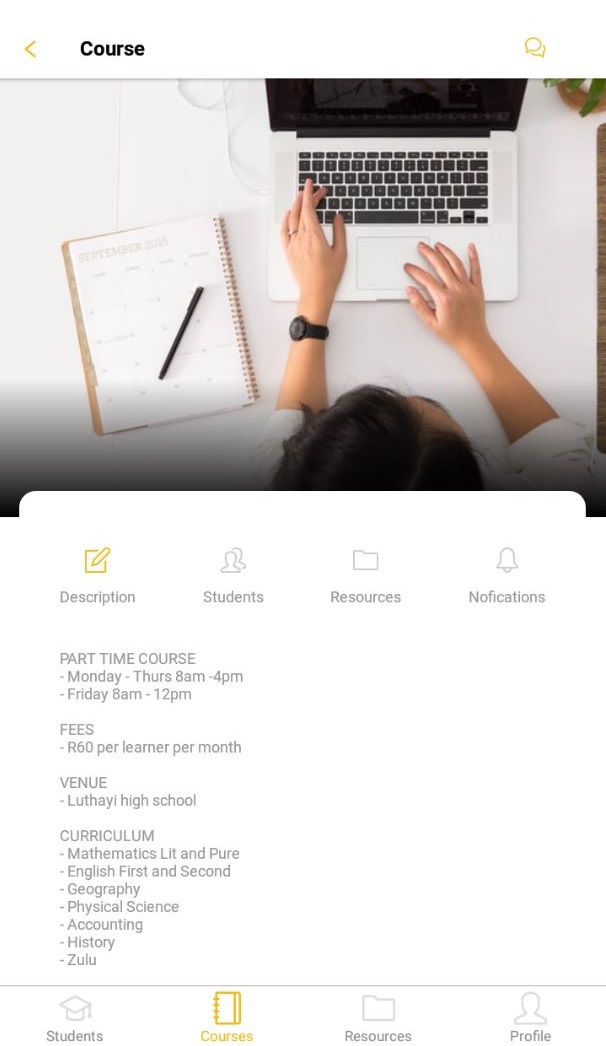 Course
SEPTEMBER 2015
Description
Students
Resources
Nofications
PART TIME COURSE
- Monday - Thurs 8am -4pm
- Friday 8am - 12pm
FEES
- R60 per learner per month
VENUE
- Luthayi high school
CURRICULUM
- Mathematics Lit and Pure
- English First and Second
- Geography
- Physical Science
- Accounting
- History
- Zulu
Students
Courses
Resources
Profile